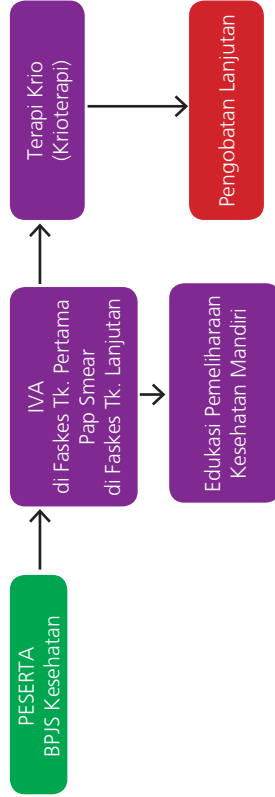 PESERTA
BPJS Kesehatan
IVA
di Faskes Tk. Pertama
Pap Smear
di Faskes Tk. Lanjutan
Terapi Krio
(Krioterapi)
Edukasi Pemeliharaan
Kesehatan Mandiri
Pengobatan Lanjutan